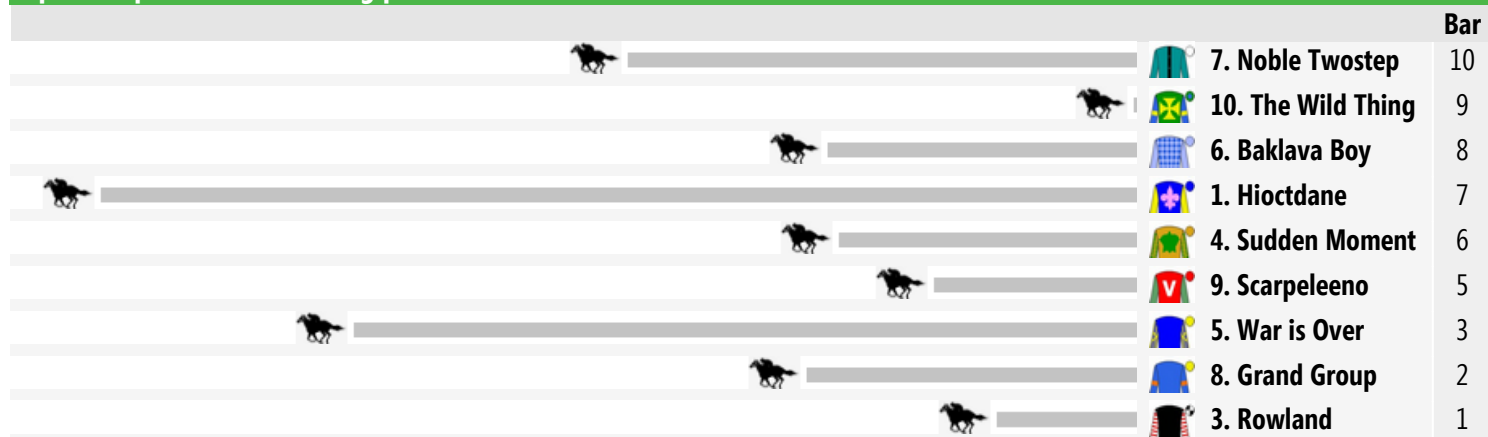 Bar
7. Noble Twostep 10
10. The Wild Thing 9
6. Baklava Boy 8
1. Hioctdane 7
4. Sudden Moment 6
V 9. Scarpeleeno 5
5. War is Over 3
8. Grand Group 2
3. Rowland 1